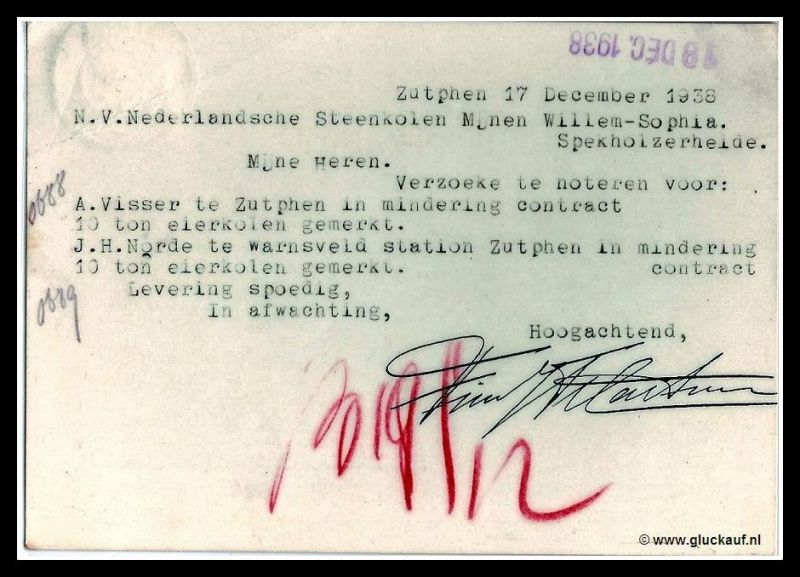 18 DEC. 1938
Zutphen 17 December 1938
N.V.Nederlandsche Steenkolen Mijnen Willem-Sophia.
Spekholzerheide.
Mijne Heren.
Verzoeke te noteren voor:
A.Visser te Zutphen in mindering contract
10 ton eierkolen gemerkt.
J.H.Norde te Warnsveld station Zutphen in mindering
10 ton eierkolen gemerkt. contract
Levering spoedig,
In afwachting,
Hoogachtend,
0688
0889
© www.gluckauf.nl